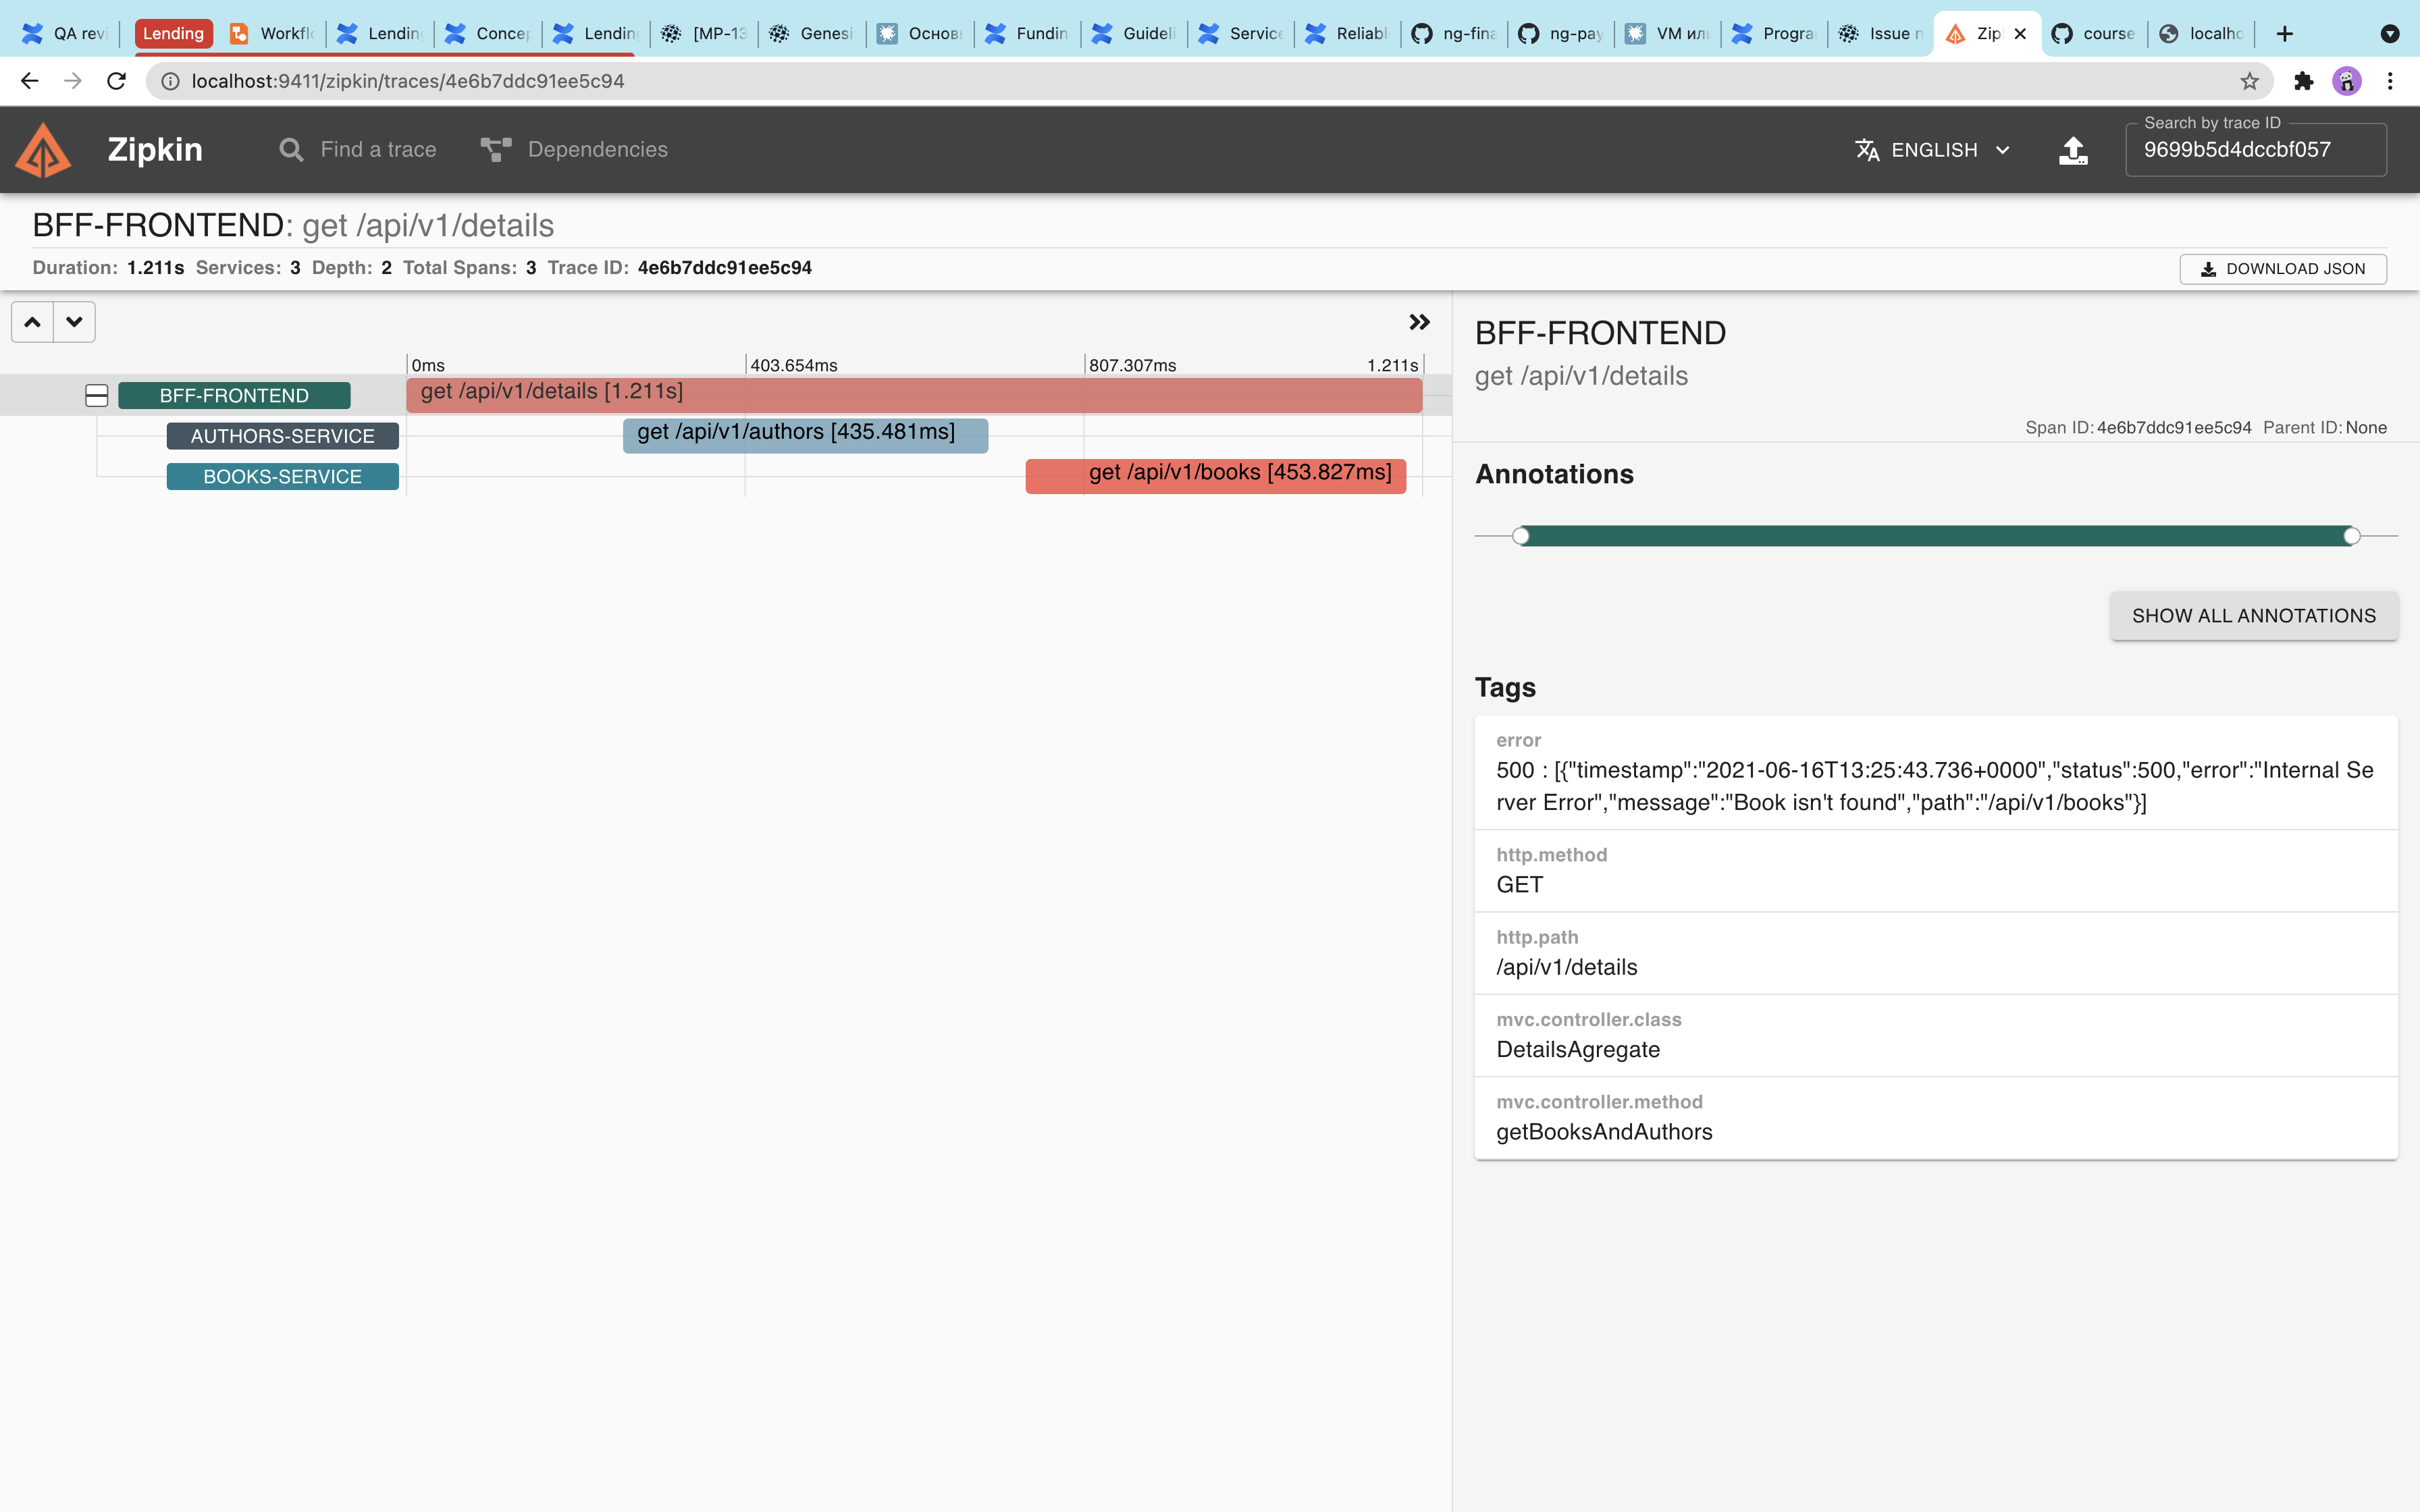 QA revi
Lending
Workflo
Lending
Concep
Lending
[MP-13
Genesi
Основ
Fundin
Guideli
Service
Reliabl
ng-fina
ng-pay
VM или
Progra
Issue n
Zip
course
localho
localhost:9411/zipkin/traces/4e6b7ddc91ee5c94
Zipkin
Find a trace
Dependencies
ENGLISH
Search by trace ID
9699b5d4dccbf057
BFF-FRONTEND: get /api/v1/details
Duration: 1.211s Services: 3 Depth: 2 Total Spans: 3 Trace ID: 4e6b7ddc91ee5c94
DOWNLOAD JSON
0ms
403.654ms
807.307ms
1.211s
BFF-FRONTEND
get /api/v1/details [1.211s]
AUTHORS-SERVICE
get /api/v1/authors [435.481ms]
BOOKS-SERVICE
get /api/v1/books [453.827ms]
BFF-FRONTEND
get /api/v1/details
Span ID: 4e6b7ddc91ee5c94 Parent ID: None
Annotations
SHOW ALL ANNOTATIONS
Tags
error
500 : [{"timestamp":"2021-06-16T13:25:43.736+0000","status":500,"error":"Internal Se
rver Error","message":"Book isn't found","path":"/api/v1/books"}]
http.method
GET
http.path
/api/v1/details
mvc.controller.class
DetailsAgregate
mvc.controller.method
getBooksAndAuthors